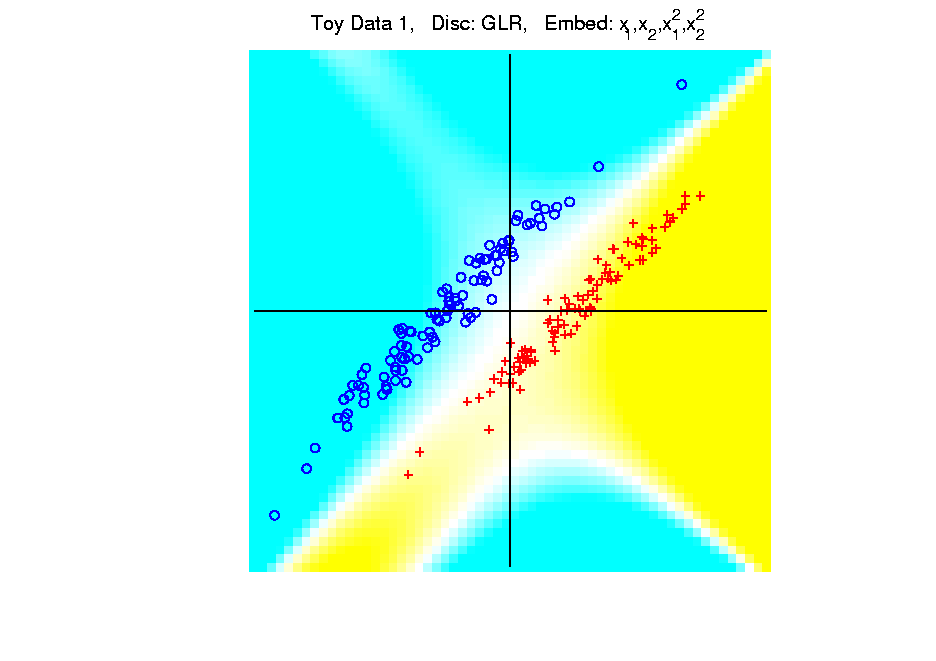 Toy Data 1,   Disc: GLR,   Embed: x₁,x₂,x₁²,x₂²